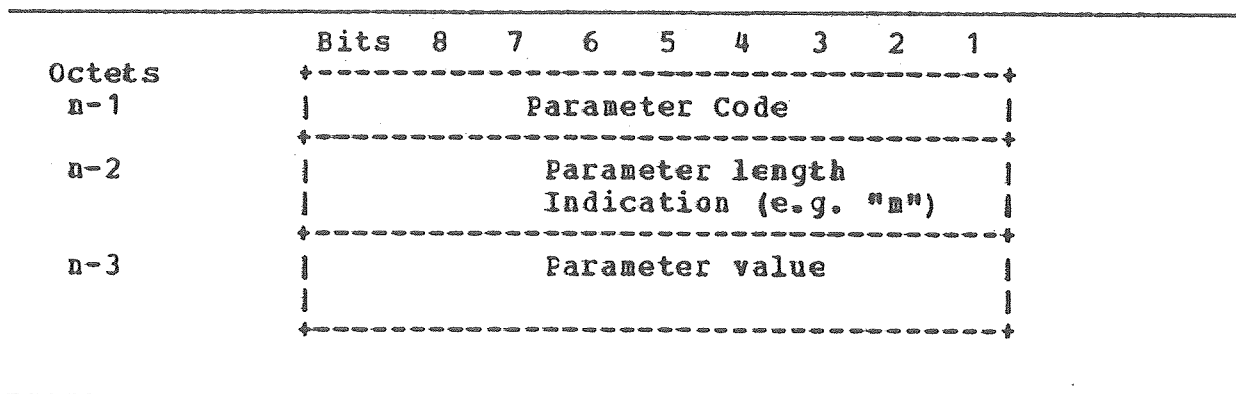 Bits 8 7 6 5 4 3 2 1
Octets
n-1 Parameter Code
n-2 Parameter length
Indication (e.g. "m")
n-3 Parameter value